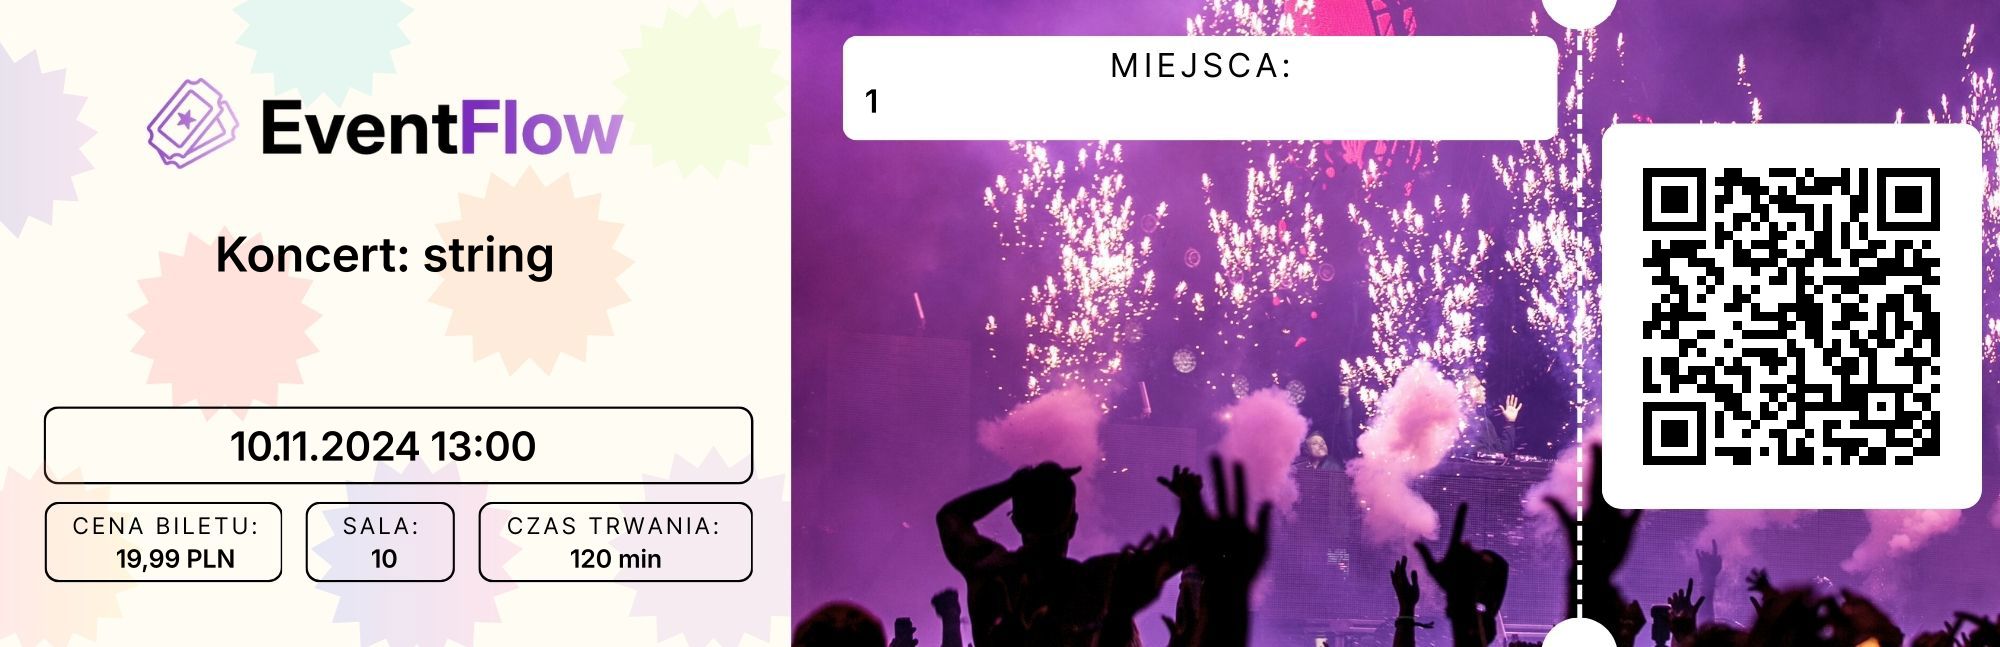 EventFlow
Koncert: string
10.11.2024 13:00
CENA BILETU:
19,99 PLN
SALA:
10
CZAS TRWANIA:
120 min
MIEJSCA:
1